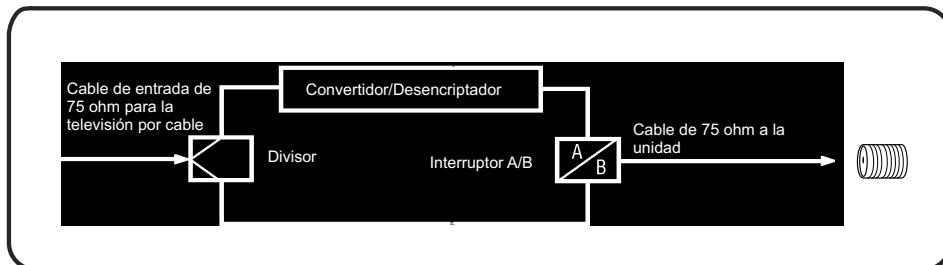 Cable de entrada de
75 ohm para la
televisión por cable
Convertidor/Desencriptador
Divisor
Interruptor A/B
A
B
Cable de 75 ohm a la
unidad